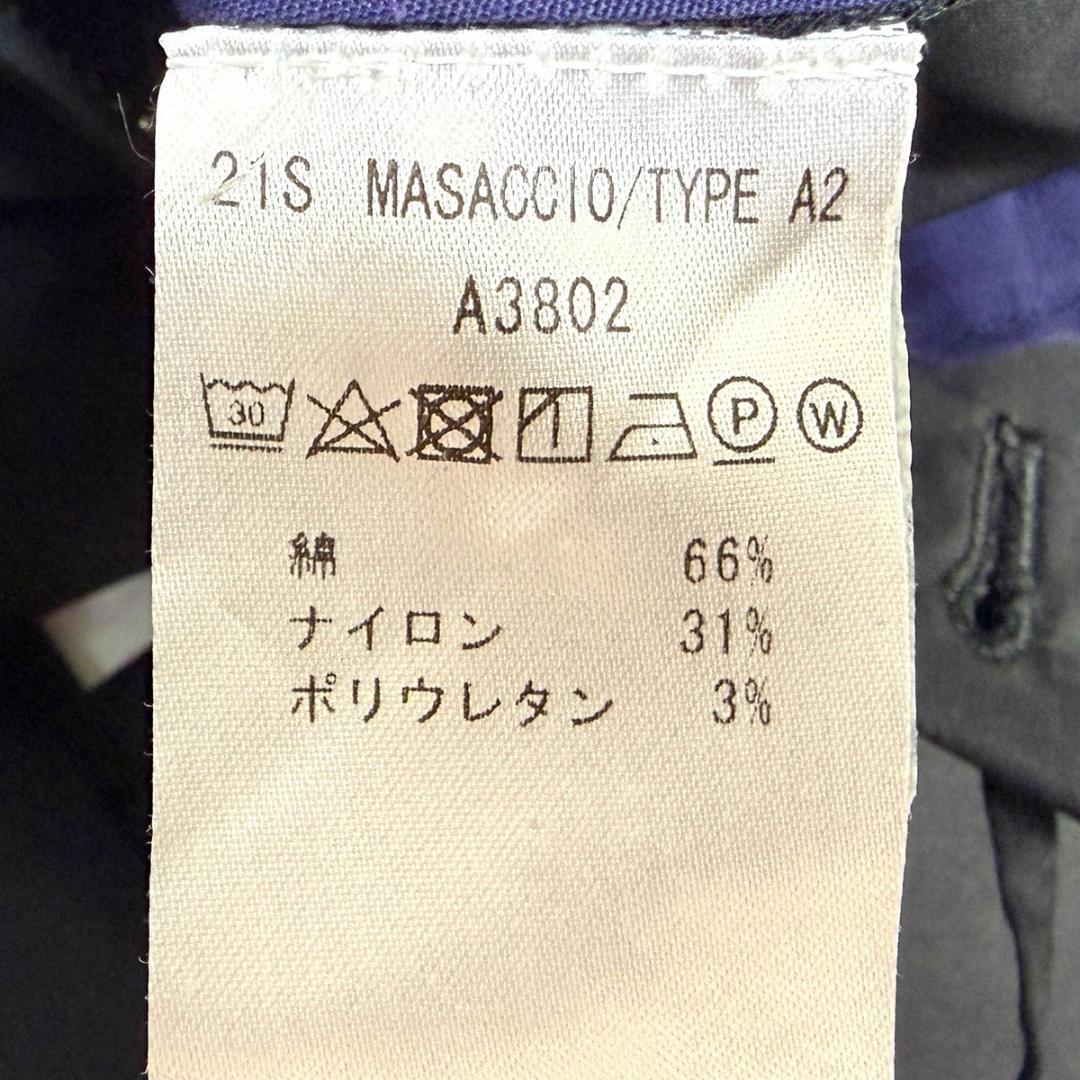 21S MASACCIO/TYPE A2
A3802
30 P W
綿 66%
ナイロン 31%
ポリウレタン 3%